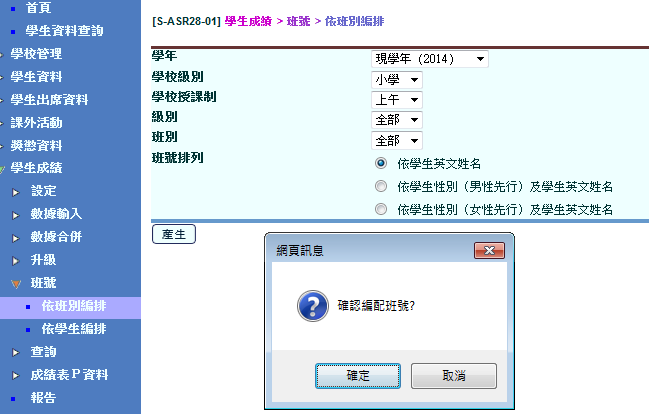 首頁
學生資料查詢
學校管理
學生資料
學生出席資料
課外活動
獎懲資料
學生成績
設定
數據輸入
數據合併
升級
班號
依班別編排
依學生編排
查詢
成績表Ｐ資料
報告
[S-ASR28-01] 學生成績 > 班號 > 依班別編排
學年 現學年 (2014)
學校級別 小學
學校授課制 上午
級別 全部
班別 全部
班號排列 依學生英文姓名
依學生性別（男性先行）及學生英文姓名
依學生性別（女性先行）及學生英文姓名
產生
網頁訊息
確認編配班號?
確定 取消